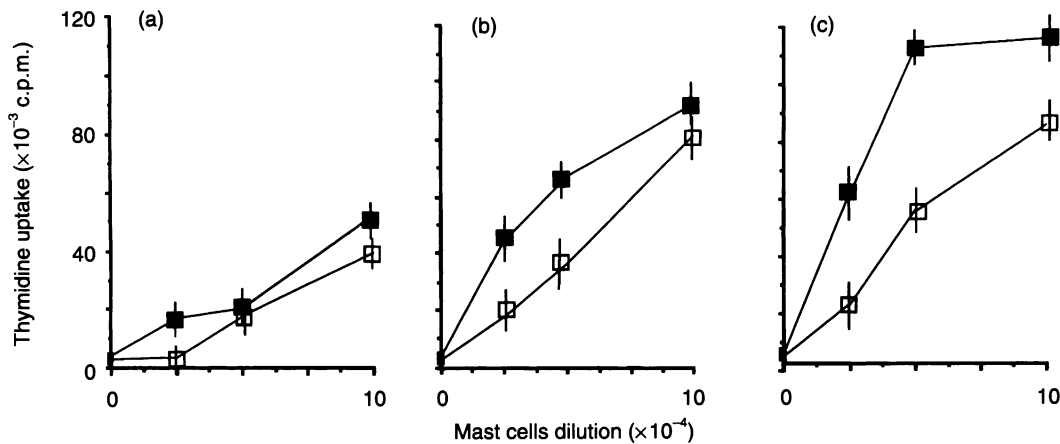 120
(a)
(b)
(c)
80
40
0
Thymidine uptake (×10⁻³ c.p.m.)
0
10
0
10
0
10
Mast cells dilution (×10⁻⁴)